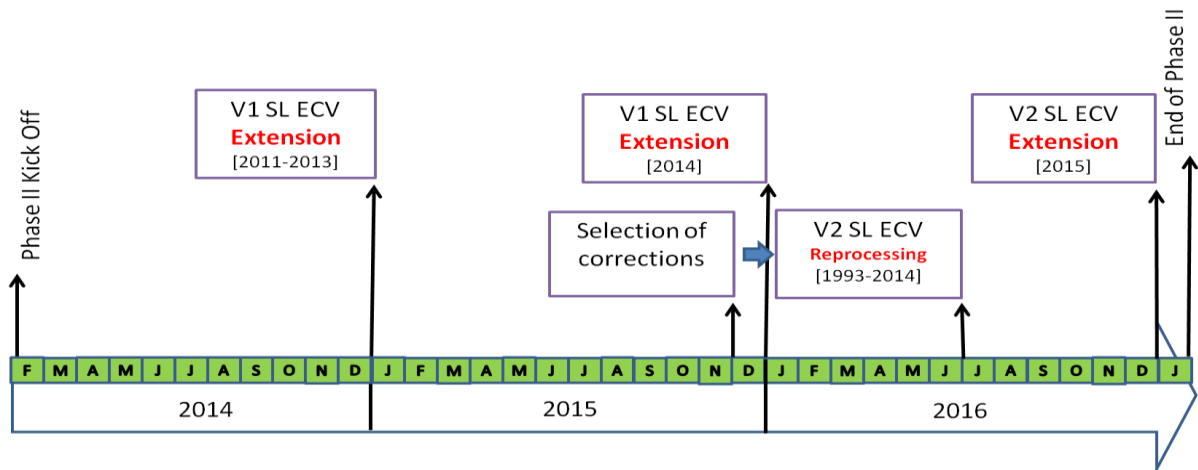 Phase II Kick Off
V1 SL ECV
Extension
[2011-2013]
V1 SL ECV
Extension
[2014]
V2 SL ECV
Extension
[2015]
End of Phase II
Selection of
corrections
V2 SL ECV
Reprocessing
[1993-2014]
F M A M J J A S O N D J F M A M J J A S O N D J F M A M J J A S O N D J
2014 2015 2016